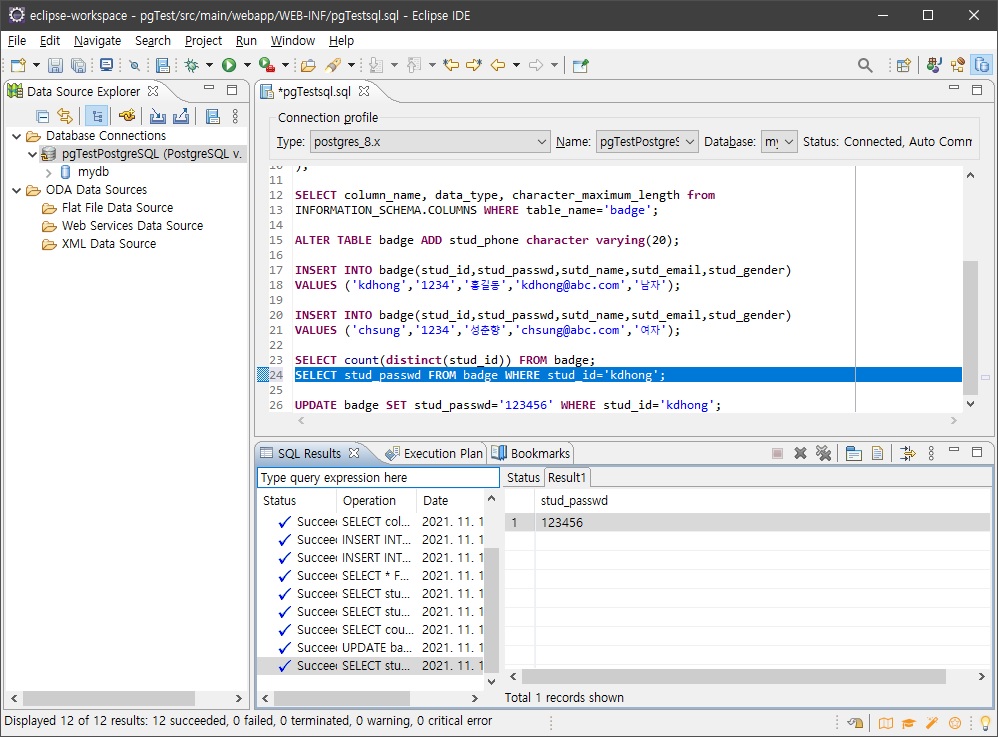 eclipse-workspace - pgTest/src/main/webapp/WEB-INF/pgTestsql.sql - Eclipse IDE
File Edit Navigate Search Project Run Window Help
Data Source Explorer
Database Connections
pgTestPostgreSQL (PostgreSQL v.
mydb
ODA Data Sources
Flat File Data Source
Web Services Data Source
XML Data Source
*pgTestsql.sql
Connection profile
Type: postgres_8.x Name: pgTestPostgreS Database: my Status: Connected, Auto Comm
10 );
11
12 SELECT column_name, data_type, character_maximum_length from
13 INFORMATION_SCHEMA.COLUMNS WHERE table_name='badge';
14
15 ALTER TABLE badge ADD stud_phone character varying(20);
16
17 INSERT INTO badge(stud_id,stud_passwd,sutd_name,sutd_email,stud_gender)
18 VALUES ('kdhong','1234','홍길동','kdhong@abc.com','남자');
19
20 INSERT INTO badge(stud_id,stud_passwd,sutd_name,sutd_email,stud_gender)
21 VALUES ('chsung','1234','성춘향','chsung@abc.com','여자');
22
23 SELECT count(distinct(stud_id)) FROM badge;
24 SELECT stud_passwd FROM badge WHERE stud_id='kdhong';
25
26 UPDATE badge SET stud_passwd='123456' WHERE stud_id='kdhong';
SQL Results Execution Plan Bookmarks
Type query expression here
Status Operation Date
Succee SELECT col... 2021. 11. 1
Succee INSERT INT... 2021. 11. 1
Succee INSERT INT... 2021. 11. 1
Succee SELECT * F... 2021. 11. 1
Succee SELECT stu... 2021. 11. 1
Succee SELECT stu... 2021. 11. 1
Succee SELECT cou... 2021. 11. 1
Succee UPDATE ba... 2021. 11. 1
Succee SELECT stu... 2021. 11. 1
Status Result1
stud_passwd
1 123456
Total 1 records shown
Displayed 12 of 12 results: 12 succeeded, 0 failed, 0 terminated, 0 warning, 0 critical error